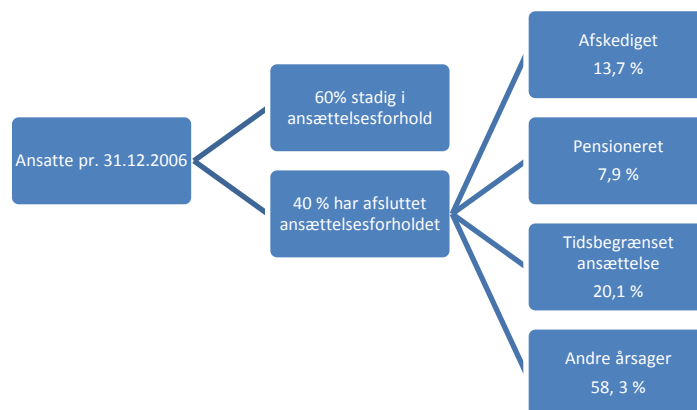 Ansatte pr. 31.12.2006
60% stadig i
ansættelsesforhold
40 % har afsluttet
ansættelsesforholdet
Afskediget
13,7 %
Pensioneret
7,9 %
Tidsbegrænset
ansættelse
20,1 %
Andre årsager
58, 3 %